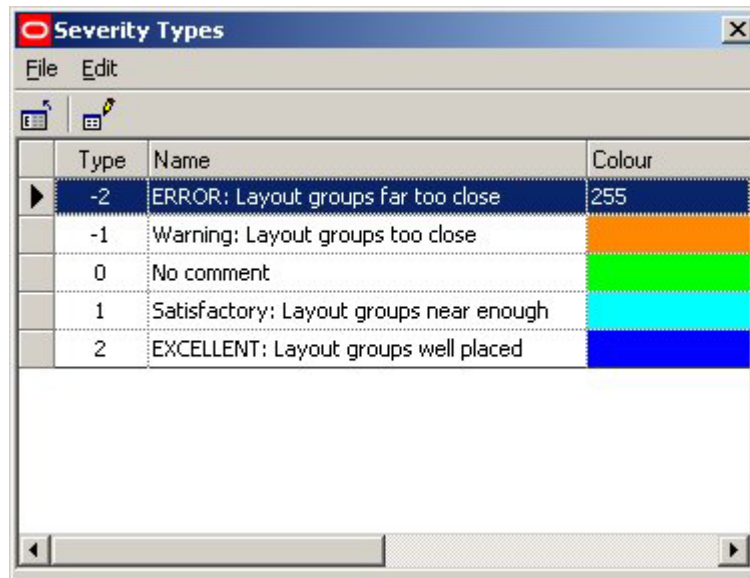 Severity Types
File Edit
Type Name Colour
-2 ERROR: Layout groups far too close 255
-1 Warning: Layout groups too close
0 No comment
1 Satisfactory: Layout groups near enough
2 EXCELLENT: Layout groups well placed